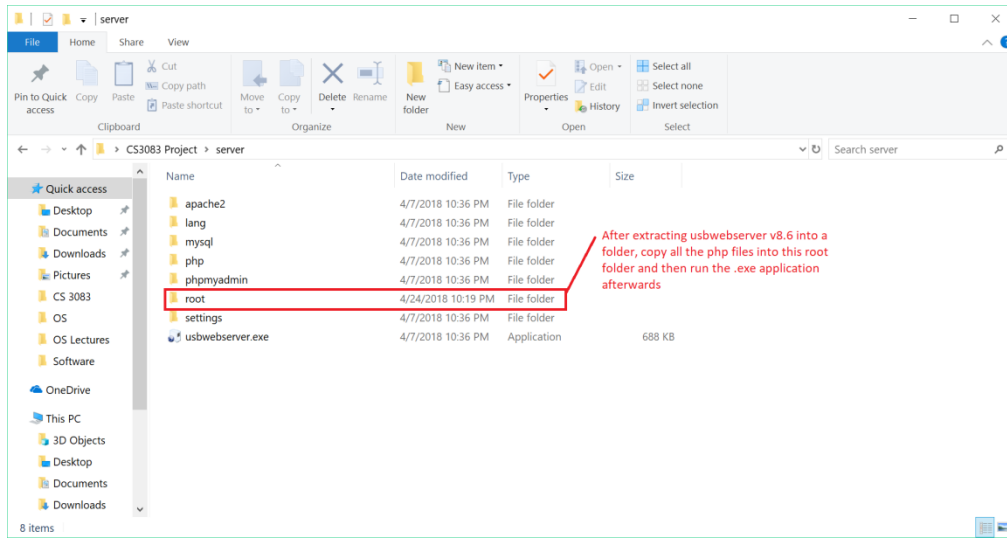 server
File Home Share View
Pin to Quick access
Copy
Paste
Cut
Copy path
Paste shortcut
Clipboard
Move to
Copy to
Delete
Rename
Organize
New folder
New item
Easy access
New
Properties
Open
Edit
History
Open
Select all
Select none
Invert selection
Select
CS3083 Project > server
Search server
Quick access
Desktop
Documents
Downloads
Pictures
CS 3083
OS
OS Lectures
Software
OneDrive
This PC
3D Objects
Desktop
Documents
Downloads
Name Date modified Type Size
apache2 4/7/2018 10:36 PM File folder
lang 4/7/2018 10:36 PM File folder
mysql 4/7/2018 10:36 PM File folder
php 4/7/2018 10:36 PM File folder
phpmyadmin 4/7/2018 10:36 PM File folder
root 4/24/2018 10:19 PM File folder
settings 4/7/2018 10:36 PM File folder
usbwebserver.exe 4/7/2018 10:36 PM Application 688 KB
After extracting usbwebserver v8.6 into a
folder, copy all the php files into this root
folder and then run the .exe application
afterwards
8 items